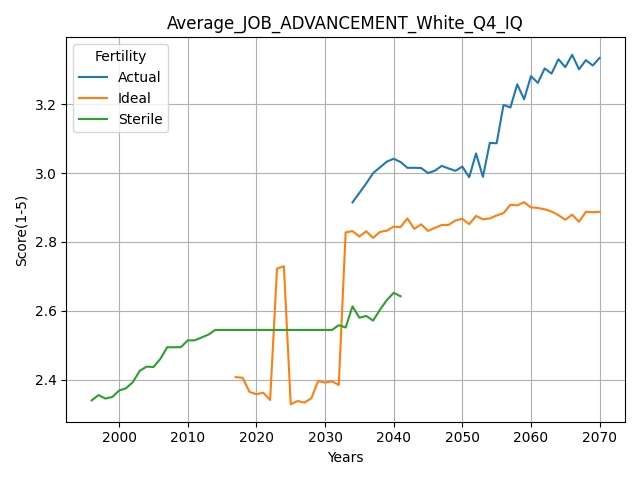 Average_JOB_ADVANCEMENT_White_Q4_IQ
Fertility
Actual
Ideal
Sterile
Score(1-5)
3.2
3.0
2.8
2.6
2.4
2000 2010 2020 2030 2040 2050 2060 2070
Years